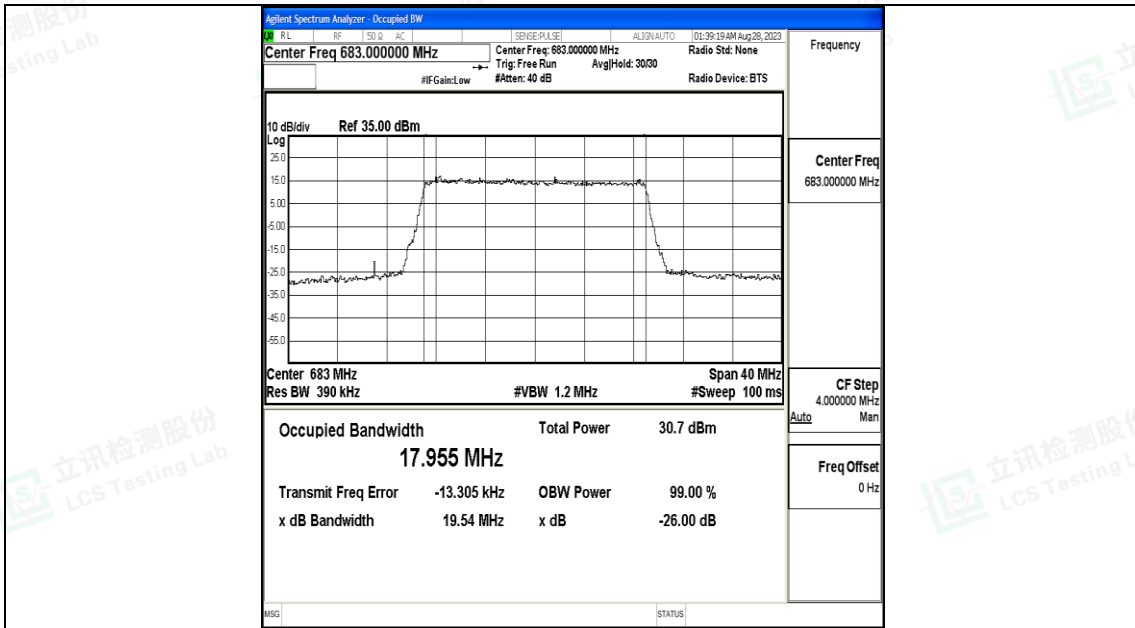 Agilent Spectrum Analyzer - Occupied BW
RL RF 50 Ω AC SENSE:PULSE ALIGN AUTO 01:39:19 AM Aug 28, 2023
Center Freq 683.000000 MHz
Center Freq: 683.000000 MHz
Radio Std: None
Trig: Free Run Avg|Hold: 30/30
#IFGain:Low
#Atten: 40 dB
Radio Device: BTS
10 dB/div Ref 35.00 dBm
Log
25.0
15.0
5.00
-5.00
-15.0
-25.0
-35.0
-45.0
-55.0
Center 683 MHz
Span 40 MHz
Res BW 390 kHz
#VBW 1.2 MHz
#Sweep 100 ms
Occupied Bandwidth
17.955 MHz
Total Power 30.7 dBm
Transmit Freq Error -13.305 kHz
OBW Power 99.00 %
x dB Bandwidth 19.54 MHz
x dB -26.00 dB
MSG
STATUS
Frequency
Center Freq
683.000000 MHz
CF Step
4.000000 MHz
Auto Man
Freq Offset
0 Hz
立讯检测股份
LCS Testing Lab
立讯检测股份